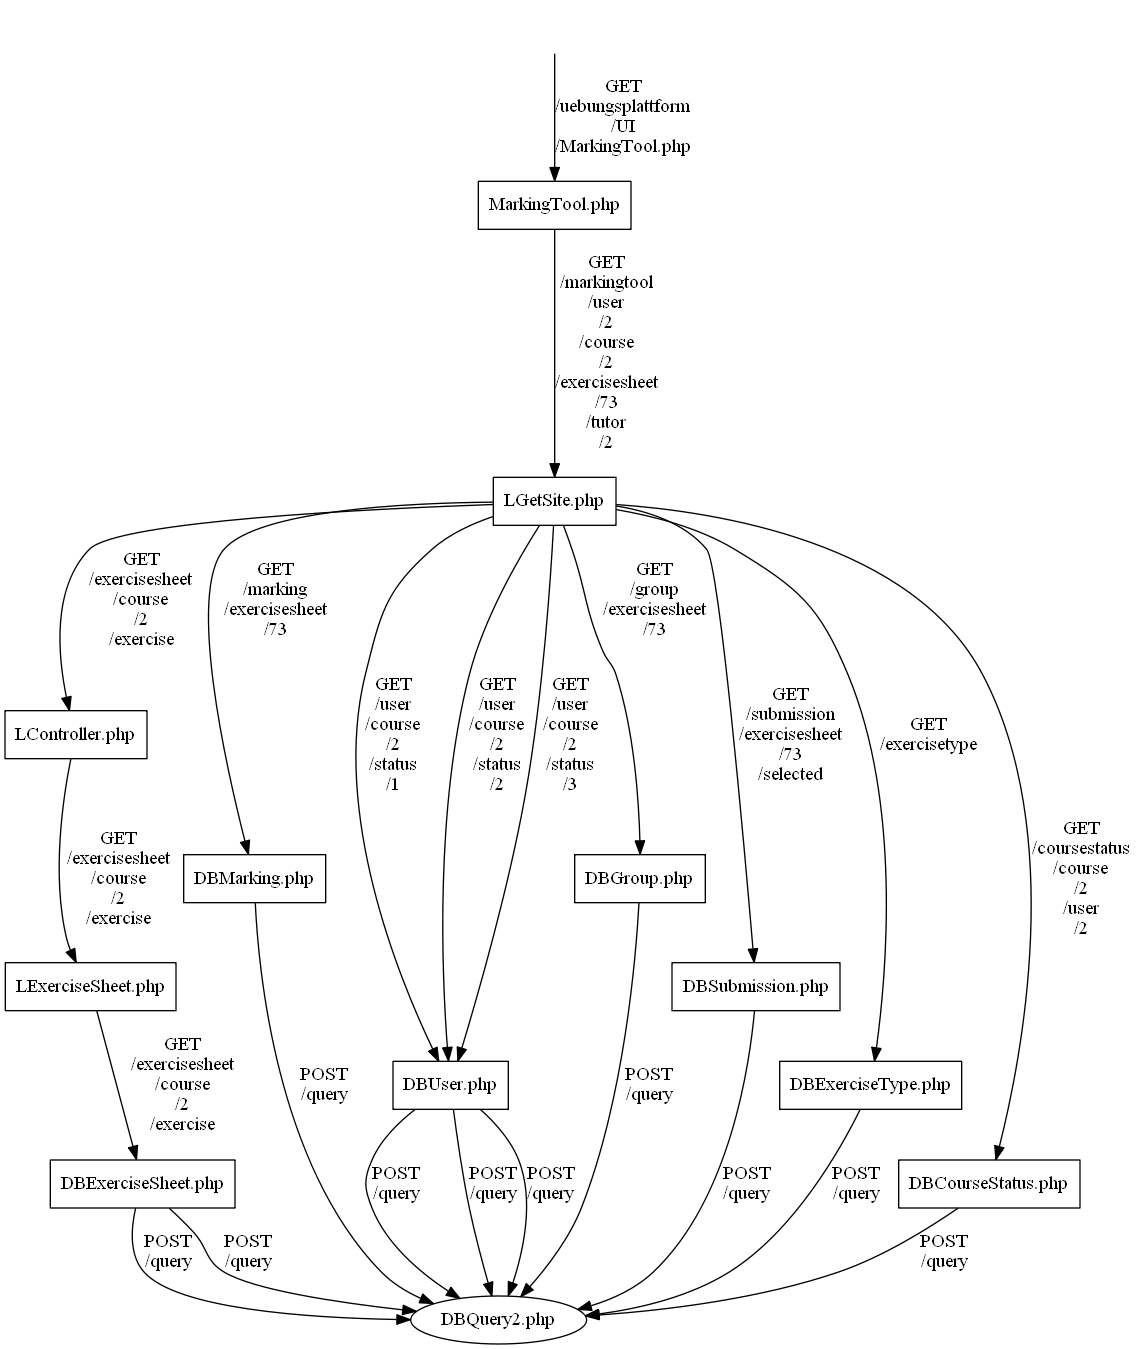 GET
/uebungsplattform
/UI
/MarkingTool.php
MarkingTool.php
GET
/markingtool
/user
/2
/course
/2
/exercisesheet
/73
/tutor
/2
LGetSite.php
GET
/exercisesheet
/course
/2
/exercise
GET
/marking
/exercisesheet
/73
GET
/group
/exercisesheet
/73
GET
/user
/course
/2
/status
/1
GET
/user
/course
/2
/status
/2
GET
/user
/course
/2
/status
/3
GET
/submission
/exercisesheet
/73
/selected
GET
/exercisetype
LController.php
GET
/exercisesheet
/course
/2
/exercise
DBMarking.php
DBGroup.php
GET
/coursestatus
/course
/2
/user
/2
LExerciseSheet.php
DBSubmission.php
GET
/exercisesheet
/course
/2
/exercise
POST
/query
DBUser.php
POST
/query
DBExerciseType.php
DBExerciseSheet.php
POST
/query
POST
/query
POST
/query
POST
/query
POST
/query
DBCourseStatus.php
POST
/query
POST
/query
POST
/query
DBQuery2.php